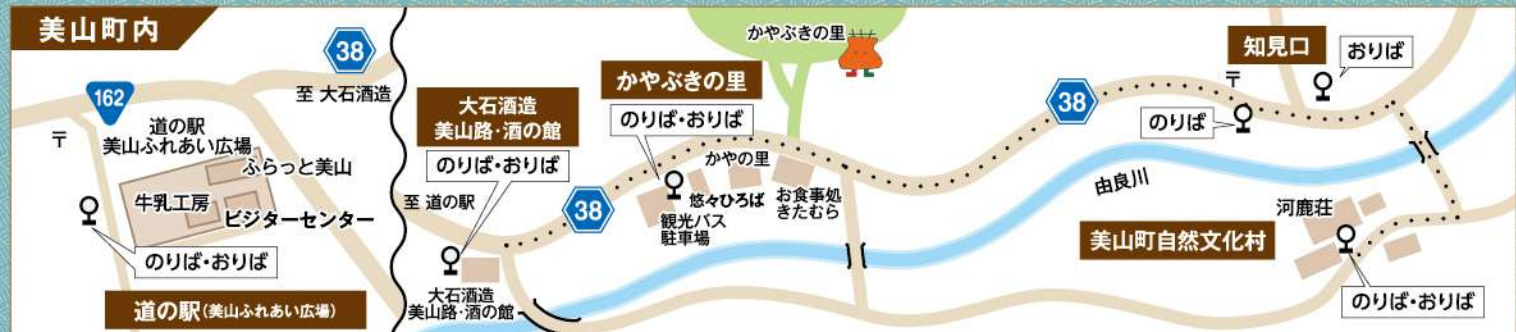 美山町内
38
至 大石酒造
162
〒
道の駅
美山ふれあい広場
ふらっと美山
牛乳工房
ビジターセンター
のりば・おりば
道の駅(美山ふれあい広場)
大石酒造
美山路・酒の館
のりば・おりば
至 道の駅
大石酒造
美山路・酒の館
38
かやぶきの里
のりば・おりば
かやの里
悠々ひろば
観光バス
駐車場
お食事処
きたむら
かやぶきの里
38
知見口
おりば
〒
のりば
由良川
河鹿荘
美山町自然文化村
のりば・おりば